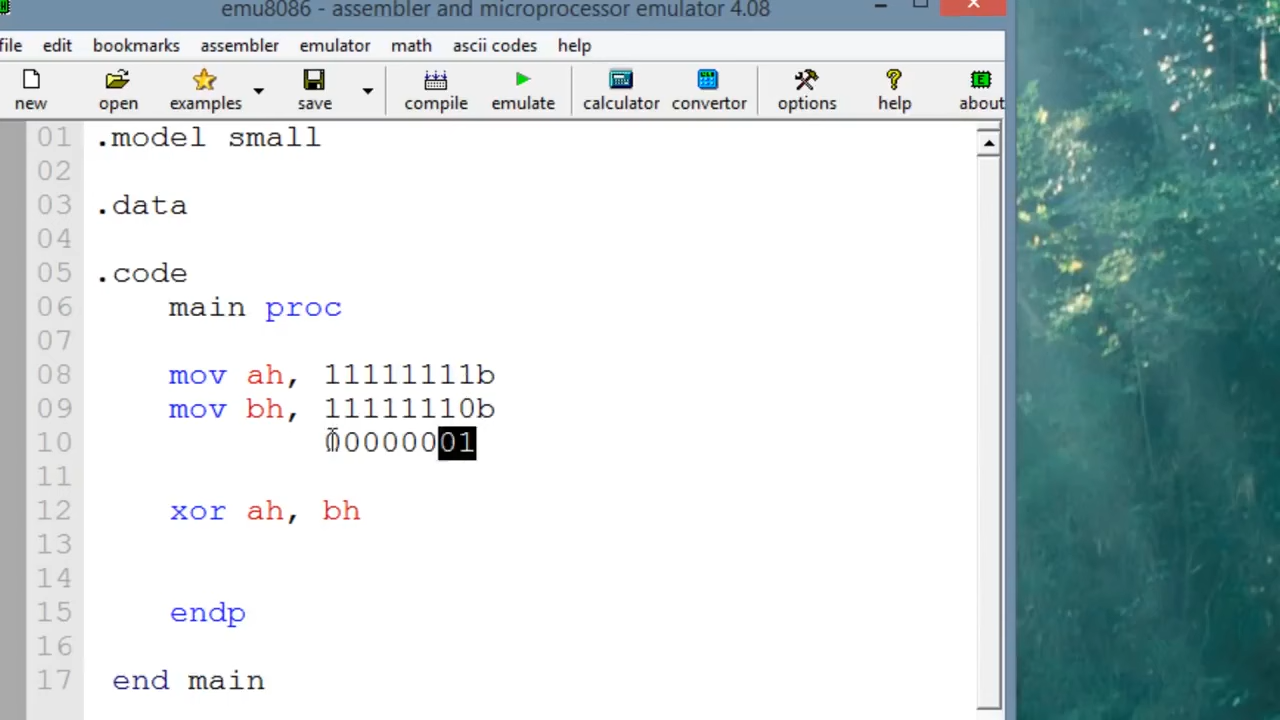 emu8086 - assembler and microprocessor emulator 4.08
file edit bookmarks assembler emulator math ascii codes help
new open examples save compile emulate calculator convertor options help about
01 .model small
02
03 .data
04
05 .code
06 main proc
07
08 mov ah, 11111111b
09 mov bh, 11111110b
10 00000001
11
12 xor ah, bh
13
14
15 endp
16
17 end main